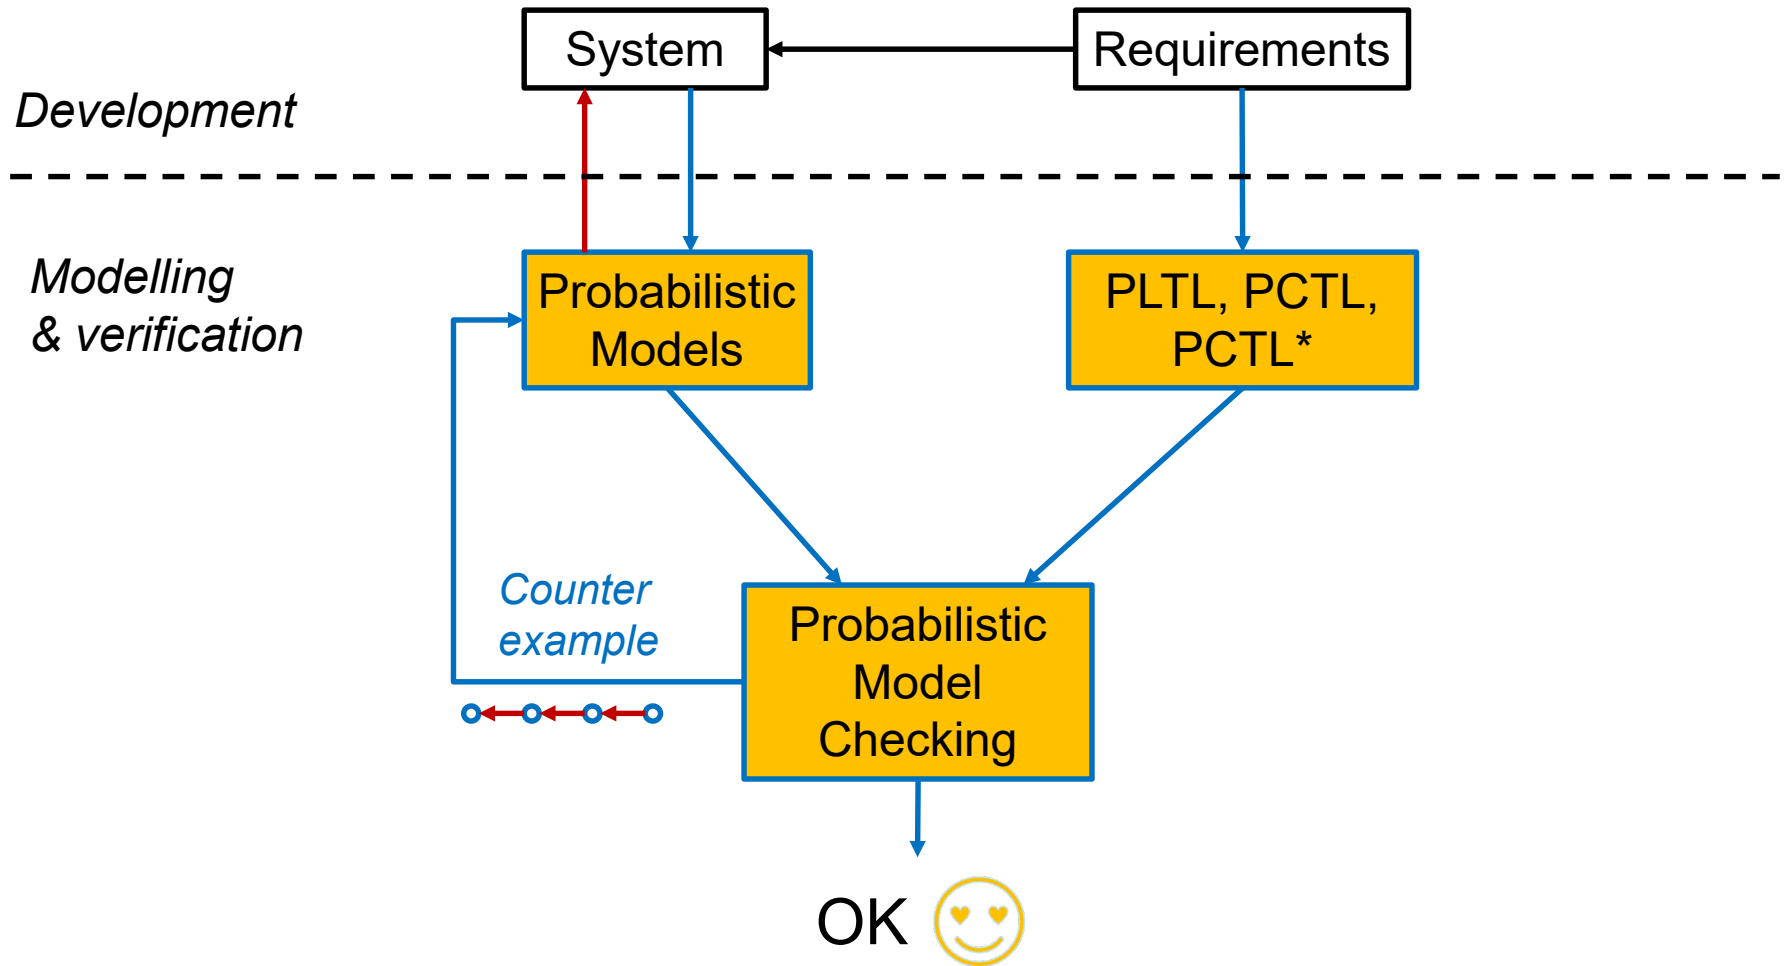 System
Requirements
Development
Modelling
& verification
Probabilistic
Models
PLTL, PCTL,
PCTL*
Counter
example
Probabilistic
Model
Checking
OK